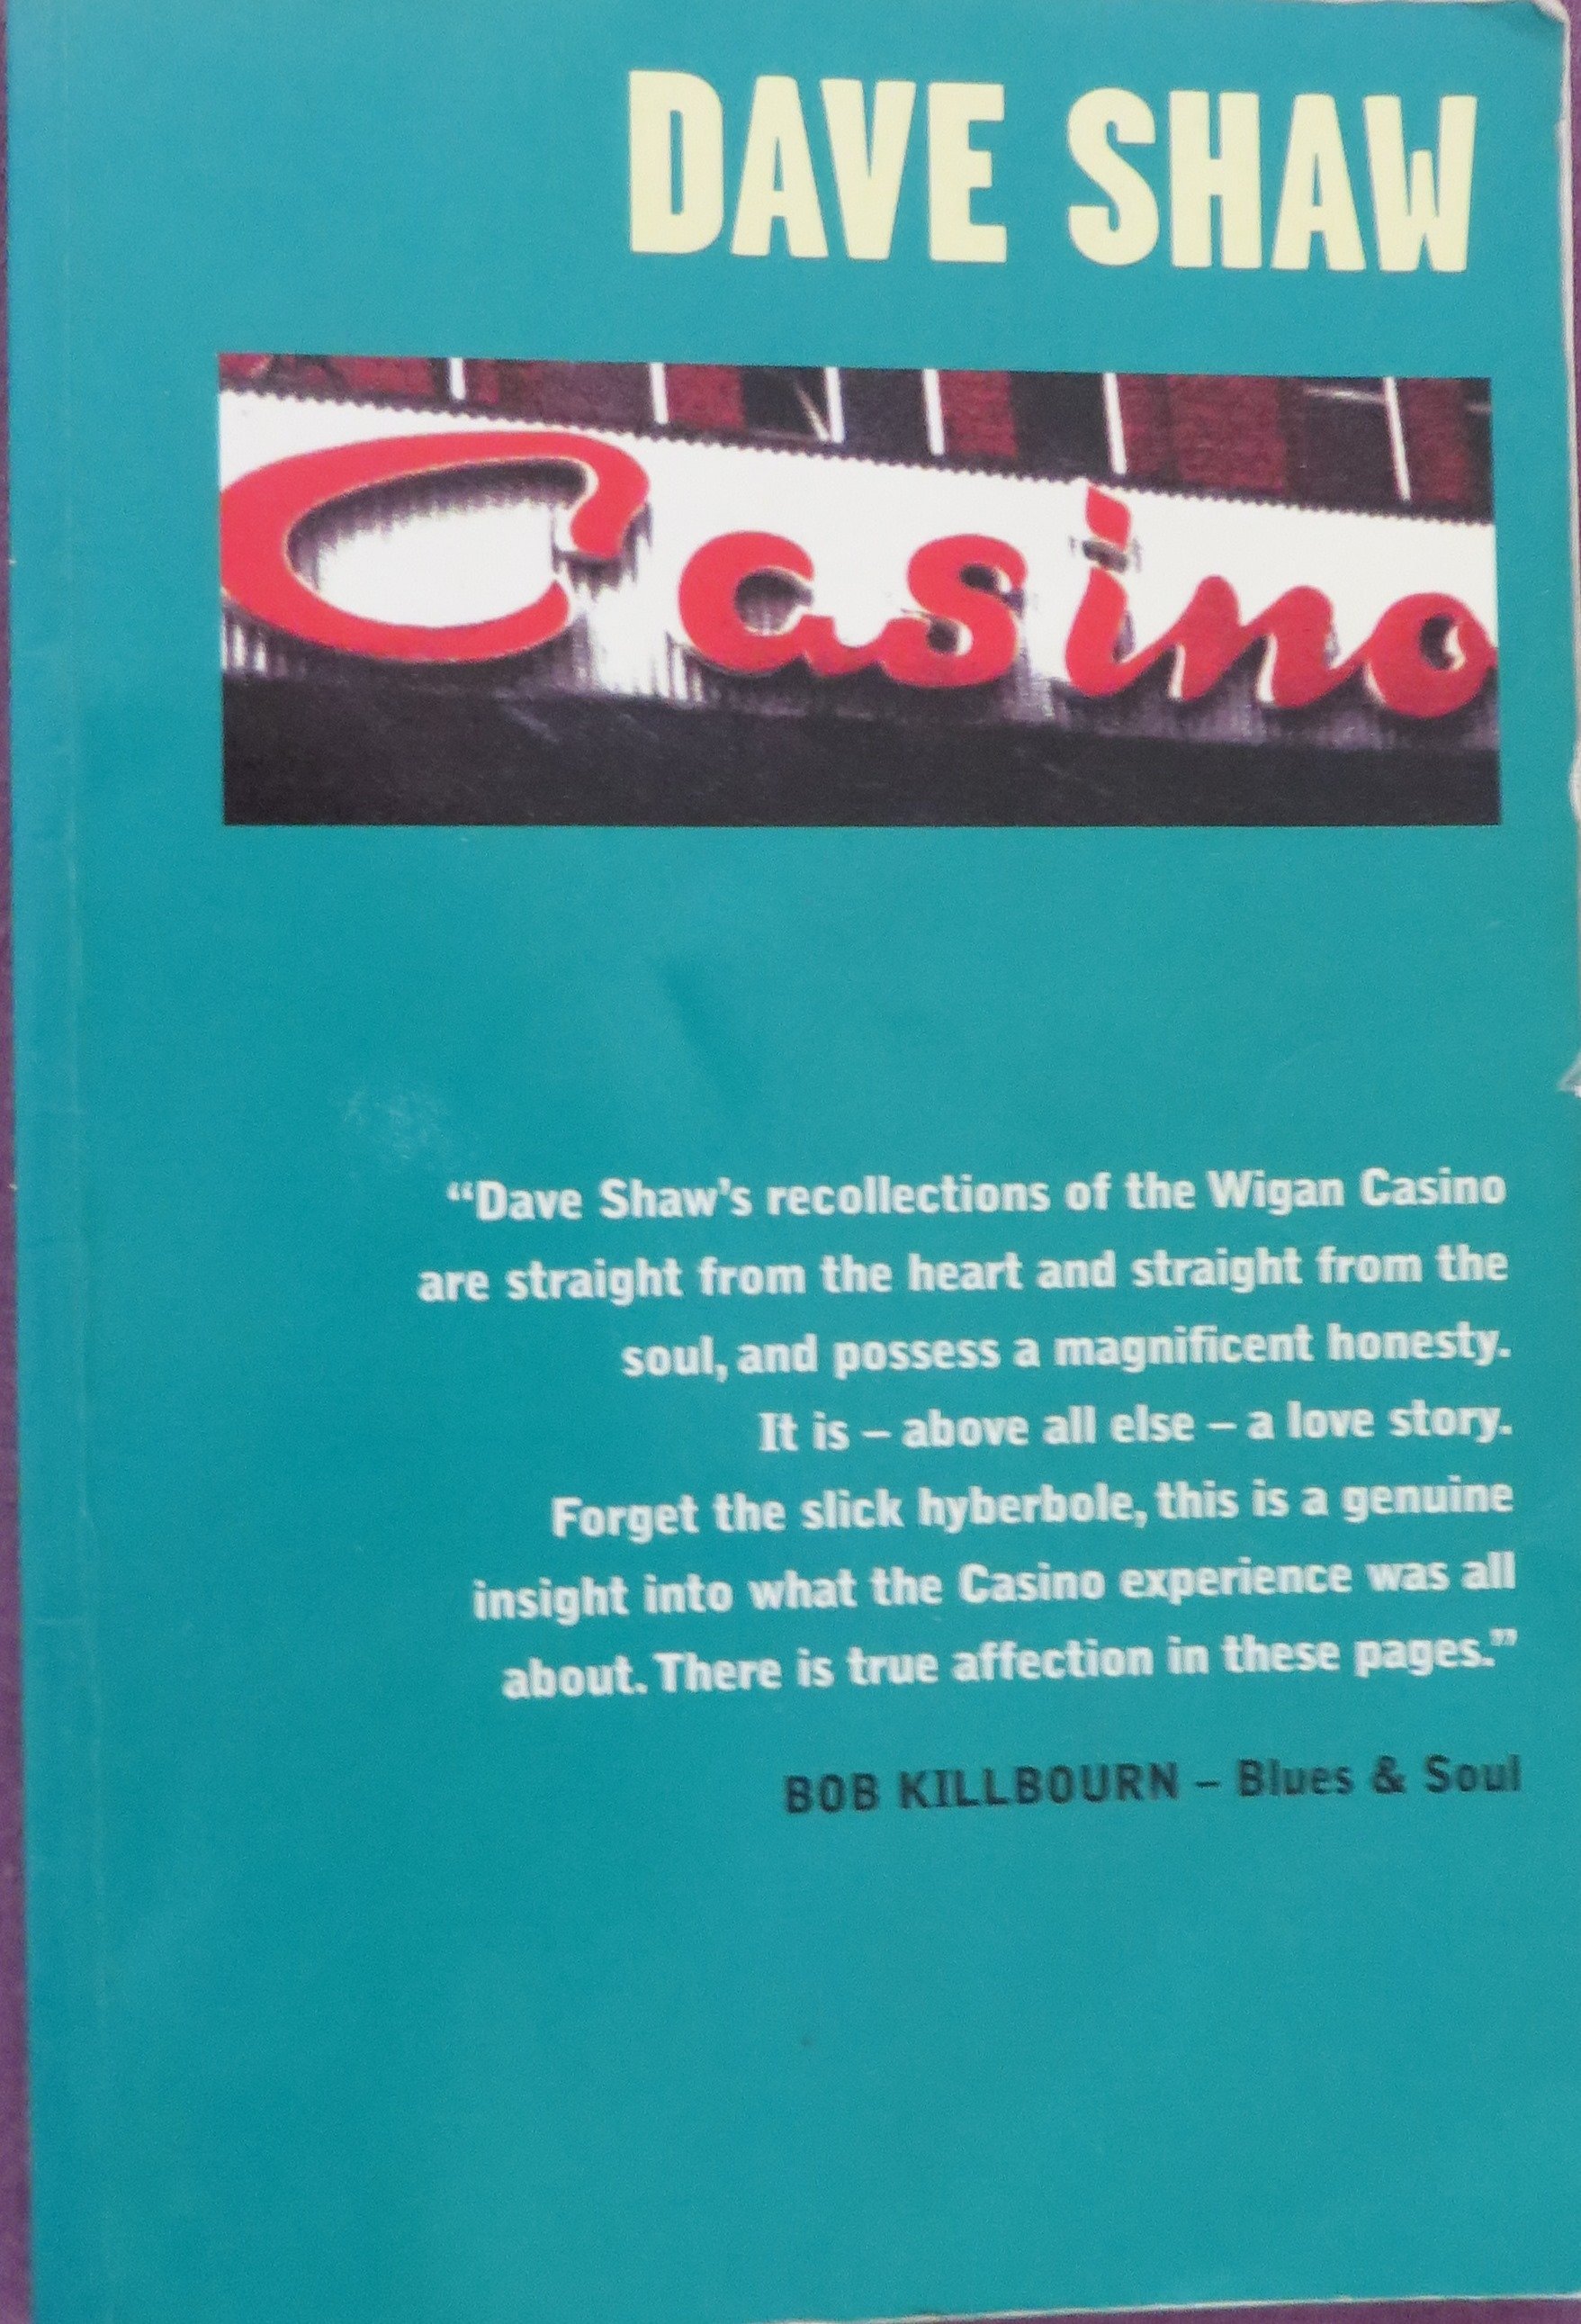 DAVE SHAW
Casino
“Dave Shaw’s recollections of the Wigan Casino
are straight from the heart and straight from the
soul, and possess a magnificent honesty.
It is – above all else – a love story.
Forget the slick hyberbole, this is a genuine
insight into what the Casino experience was all
about. There is true affection in these pages.”
BOB KILLBOURN – Blues & Soul